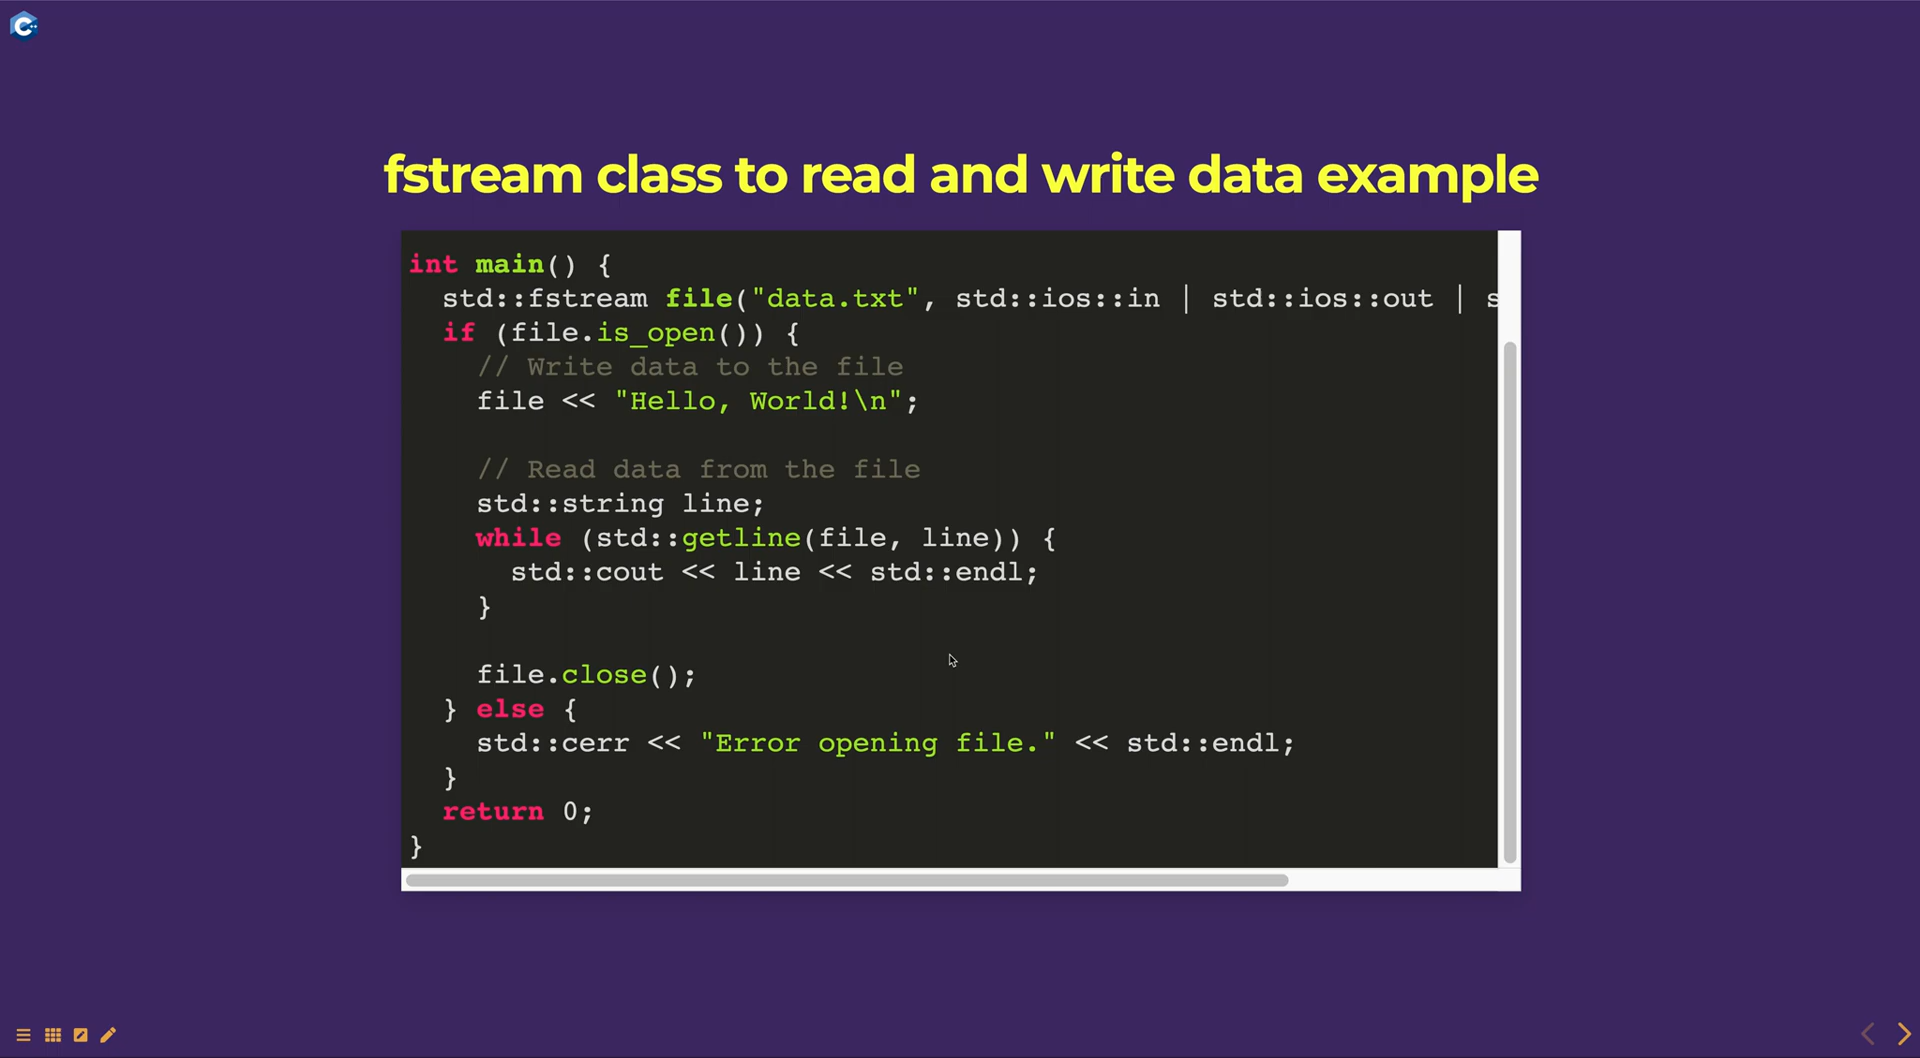 fstream class to read and write data example
int main() {
  std::fstream file("data.txt", std::ios::in | std::ios::out | s
  if (file.is_open()) {
    // Write data to the file
    file << "Hello, World!\n";

    // Read data from the file
    std::string line;
    while (std::getline(file, line)) {
      std::cout << line << std::endl;
    }

    file.close();
  } else {
    std::cerr << "Error opening file." << std::endl;
  }
  return 0;
}